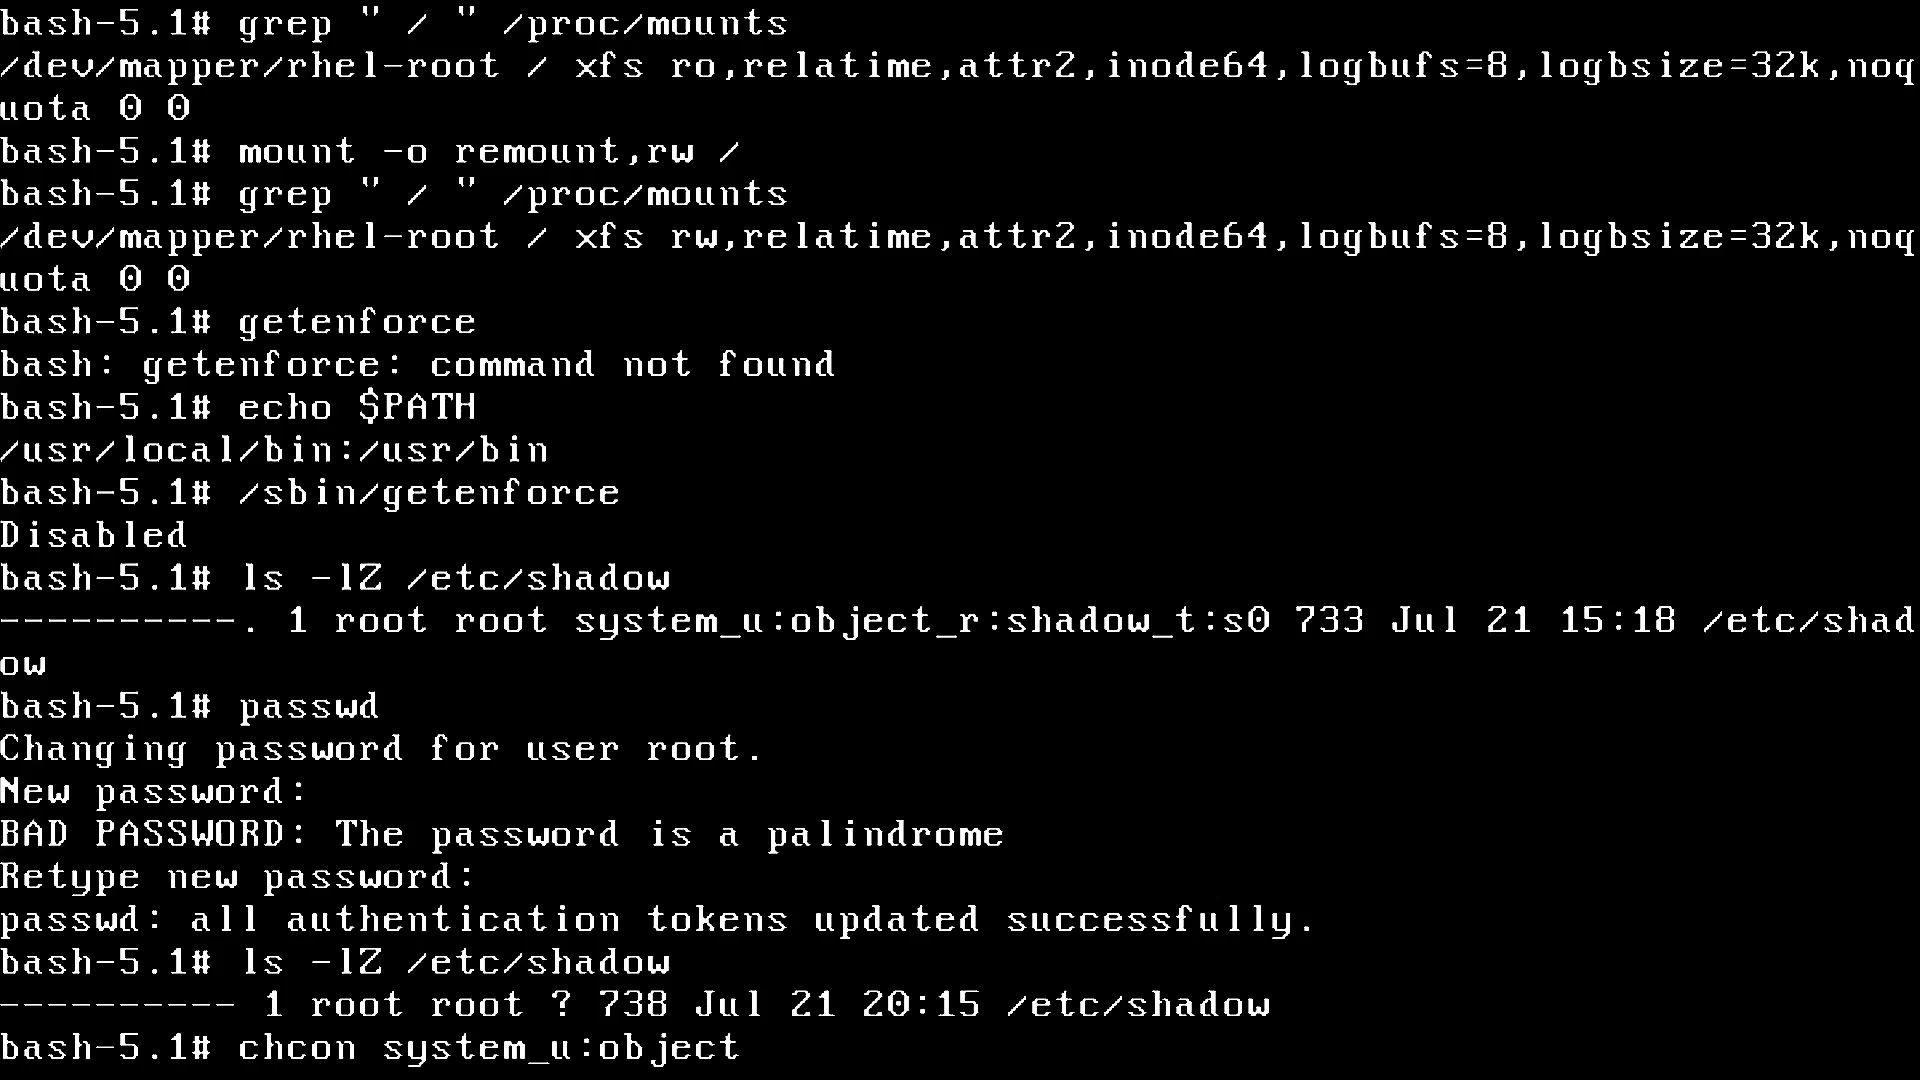 bash-5.1# grep " / " /proc/mounts
/dev/mapper/rhel-root / xfs ro,relatime,attr2,inode64,logbufs=8,logbsize=32k,noq
uota 0 0
bash-5.1# mount -o remount,rw /
bash-5.1# grep " / " /proc/mounts
/dev/mapper/rhel-root / xfs rw,relatime,attr2,inode64,logbufs=8,logbsize=32k,noq
uota 0 0
bash-5.1# getenforce
bash: getenforce: command not found
bash-5.1# echo $PATH
/usr/local/bin:/usr/bin
bash-5.1# /sbin/getenforce
Disabled
bash-5.1# ls -lZ /etc/shadow
----------. 1 root root system_u:object_r:shadow_t:s0 733 Jul 21 15:18 /etc/shad
ow
bash-5.1# passwd
Changing password for user root.
New password:
BAD PASSWORD: The password is a palindrome
Retype new password:
passwd: all authentication tokens updated successfully.
bash-5.1# ls -lZ /etc/shadow
---------- 1 root root ? 738 Jul 21 20:15 /etc/shadow
bash-5.1# chcon system_u:object